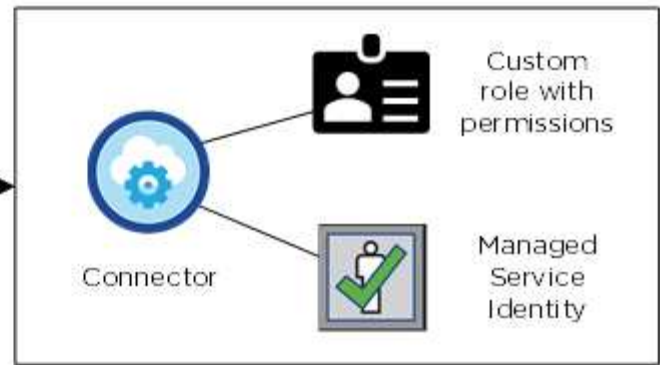 Custom
role with
permissions
Connector
Managed
Service
Identity